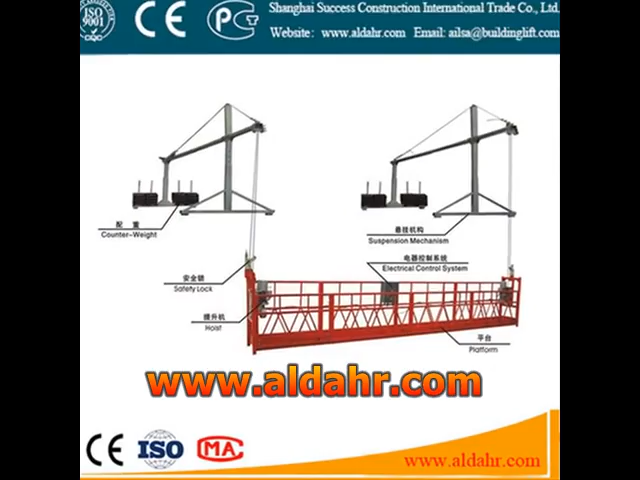 ISO
9001
CQC
CE
PCT
Shanghai Success Construction International Trade Co., Ltd.
Website: www.aldahr.com Email: ailsa@buildinglift.com
配 重
Counter-Weight
悬挂机构
Suspension Mechanism
电器控制系统
Electrical Control System
安全锁
Safety Lock
提升机
Hoist
平台
Platform
www.aldahr.com
CE ISO MA
www.aldahr.com